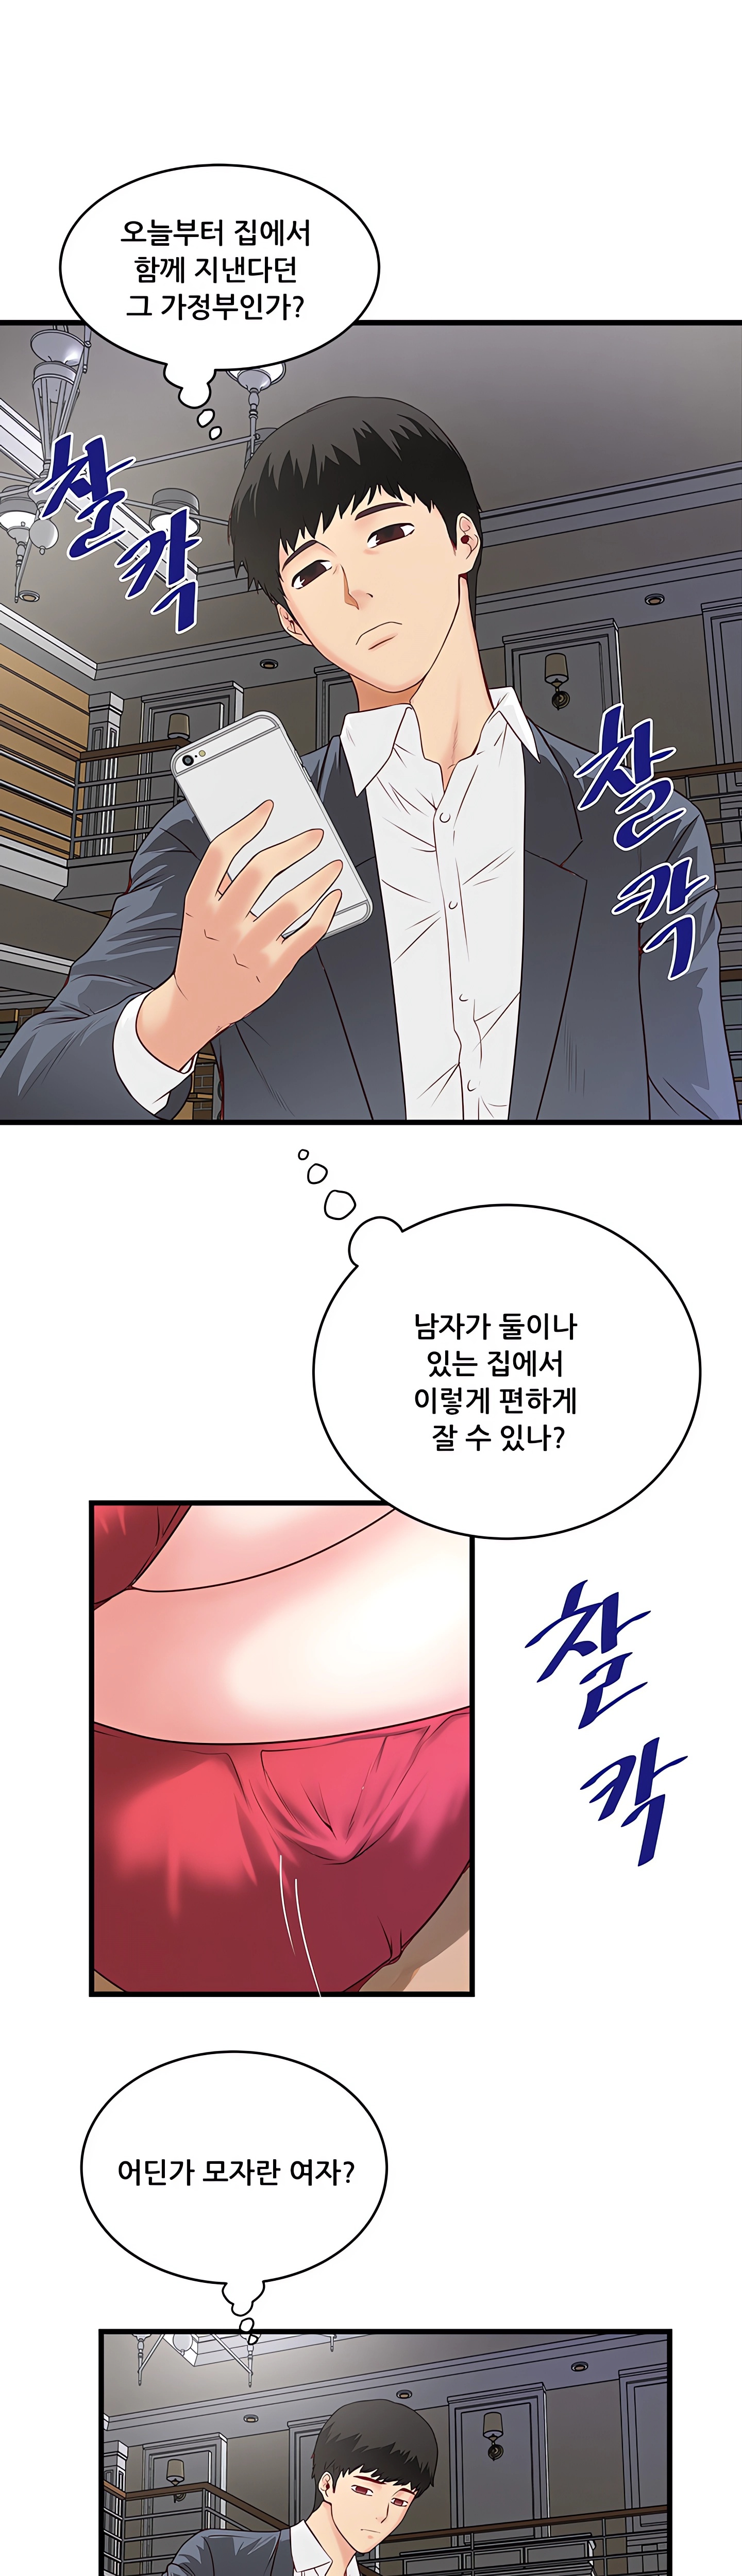 오늘부터 집에서
함께 지낸다던
그 가정부인가?
찰칵
찰칵
남자가 둘이나
있는 집에서
이렇게 편하게
잘 수 있나?
찰칵
어딘가 모자란 여자?